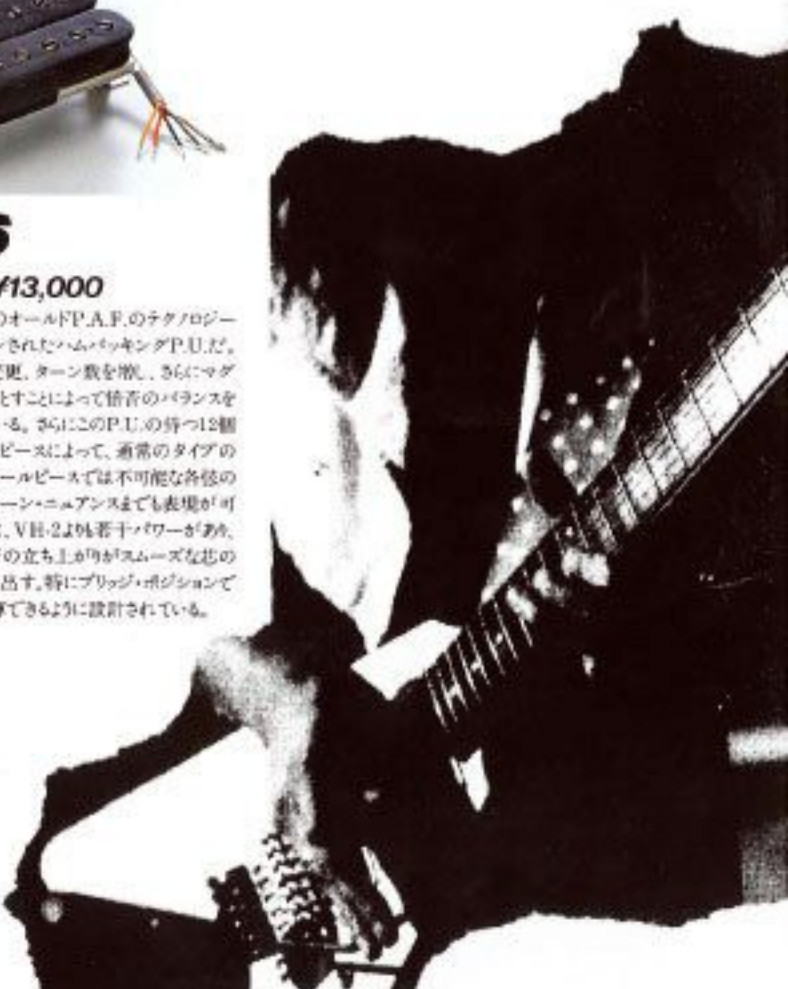 ¥13,000
のオールドP.A.F.のテクノロジー
ンされたハムバッキングP.U.だ。
変更、ターン数を増し、さらにマグ
とすことによって倍音のバランスを
いる。さらにこのP.U.の持つ12個
ピースによって、通常のタイプの
ールピースでは不可能な各弦の
ーン・ニュアンスまでも表現が可
、VH-2よりも若干パワーがあり、
の立ち上がりがスムーズな芯の
出す。特にブリッジ・ポジションで
できるように設計されている。